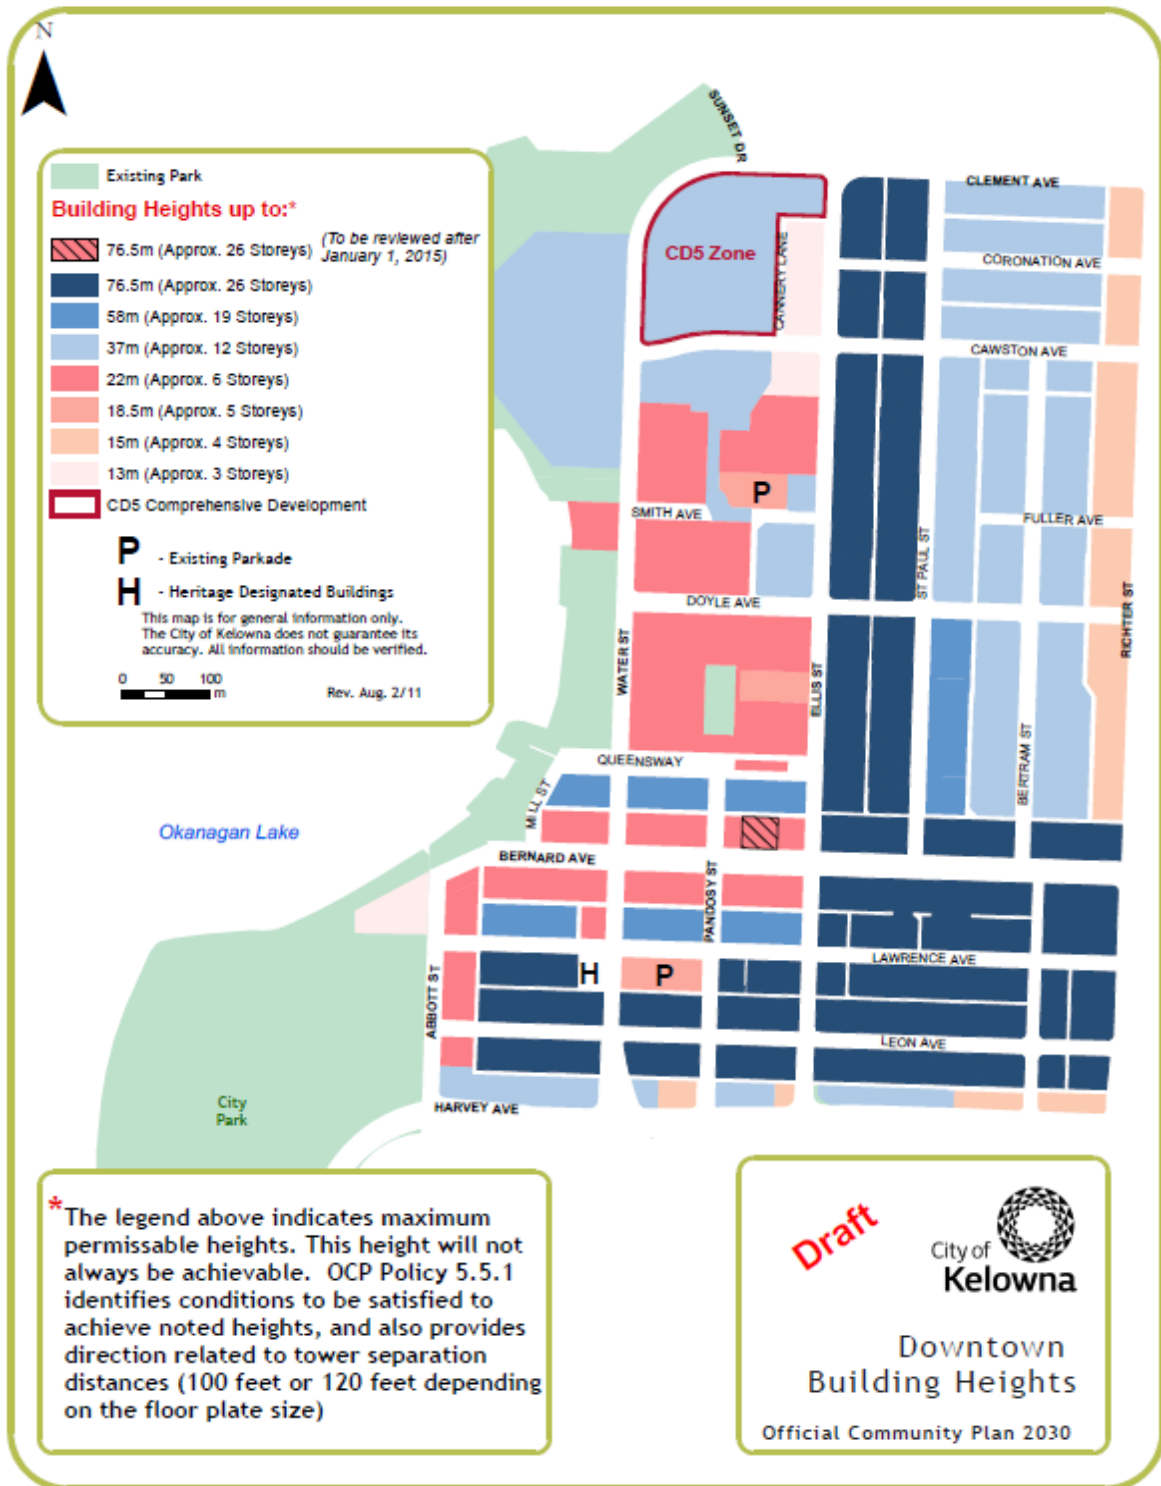 N
SUNSET DR
Existing Park
Building Heights up to:*
76.5m (Approx. 26 Storeys) (To be reviewed after
January 1, 2015)
76.5m (Approx. 26 Storeys)
58m (Approx. 19 Storeys)
37m (Approx. 12 Storeys)
22m (Approx. 6 Storeys)
18.5m (Approx. 5 Storeys)
15m (Approx. 4 Storeys)
13m (Approx. 3 Storeys)
CD5 Comprehensive Development
P - Existing Parkade
H - Heritage Designated Buildings
This map is for general information only.
The City of Kelowna does not guarantee its
accuracy. All information should be verified.
0 50 100
m
Rev. Aug. 2/11
CLEMENT AVE
CD5 Zone
CANNERY LANE
CORONATION AVE
CAWSTON AVE
P
SMITH AVE
FULLER AVE
ST PAUL ST
DOYLE AVE
RICHTER ST
WATER ST
ELLIS ST
BERTRAM ST
QUEENSWAY
MILL ST
Okanagan Lake
BERNARD AVE
PANDOSY ST
LAWRENCE AVE
H
P
ABBOTT ST
LEON AVE
City
Park
HARVEY AVE
*The legend above indicates maximum
permissable heights. This height will not
always be achievable. OCP Policy 5.5.1
identifies conditions to be satisfied to
achieve noted heights, and also provides
direction related to tower separation
distances (100 feet or 120 feet depending
on the floor plate size)
Draft
City of
Kelowna
Downtown
Building Heights
Official Community Plan 2030